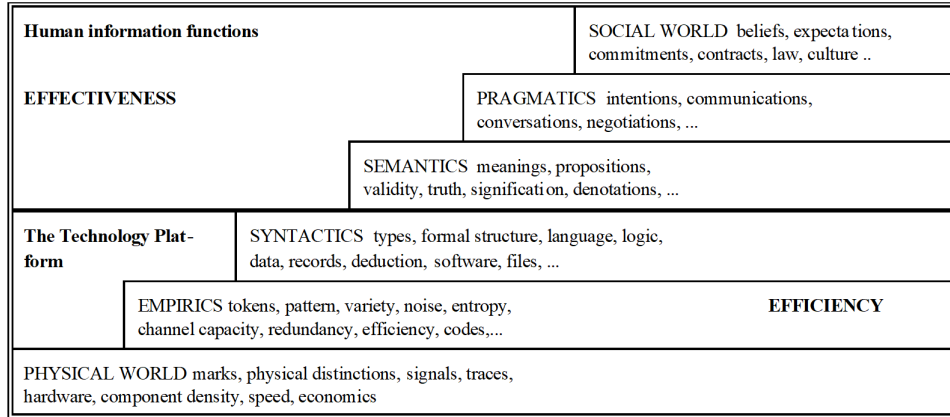 Human information functions
SOCIAL WORLD beliefs, expectations,
commitments, contracts, law, culture ..
EFFECTIVENESS
PRAGMATICS intentions, communications,
conversations, negotiations, ...
SEMANTICS meanings, propositions,
validity, truth, signification, denotations, ...
The Technology Plat-
form
SYNTACTICS types, formal structure, language, logic,
data, records, deduction, software, files, ...
EMPIRICS tokens, pattern, variety, noise, entropy,
channel capacity, redundancy, efficiency, codes,...
EFFICIENCY
PHYSICAL WORLD marks, physical distinctions, signals, traces,
hardware, component density, speed, economics